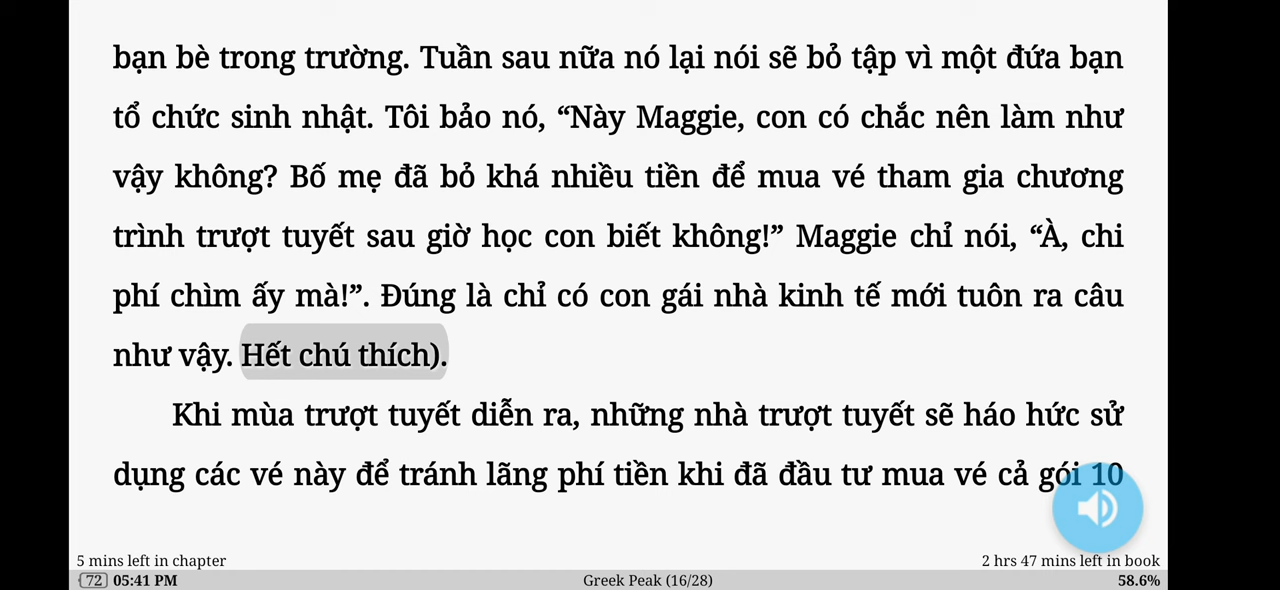 bạn bè trong trường. Tuần sau nữa nó lại nói sẽ bỏ tập vì một đứa bạn
tổ chức sinh nhật. Tôi bảo nó, “Này Maggie, con có chắc nên làm như
vậy không? Bố mẹ đã bỏ khá nhiều tiền để mua vé tham gia chương
trình trượt tuyết sau giờ học con biết không!” Maggie chỉ nói, “À, chi
phí chìm ấy mà!”. Đúng là chỉ có con gái nhà kinh tế mới tuôn ra câu
như vậy. Hết chú thích).
Khi mùa trượt tuyết diễn ra, những nhà trượt tuyết sẽ háo hức sử
dụng các vé này để tránh lãng phí tiền khi đã đầu tư mua vé cả gói 10
5 mins left in chapter
2 hrs 47 mins left in book
72 05:41 PM
Greek Peak (16/28)
58.6%